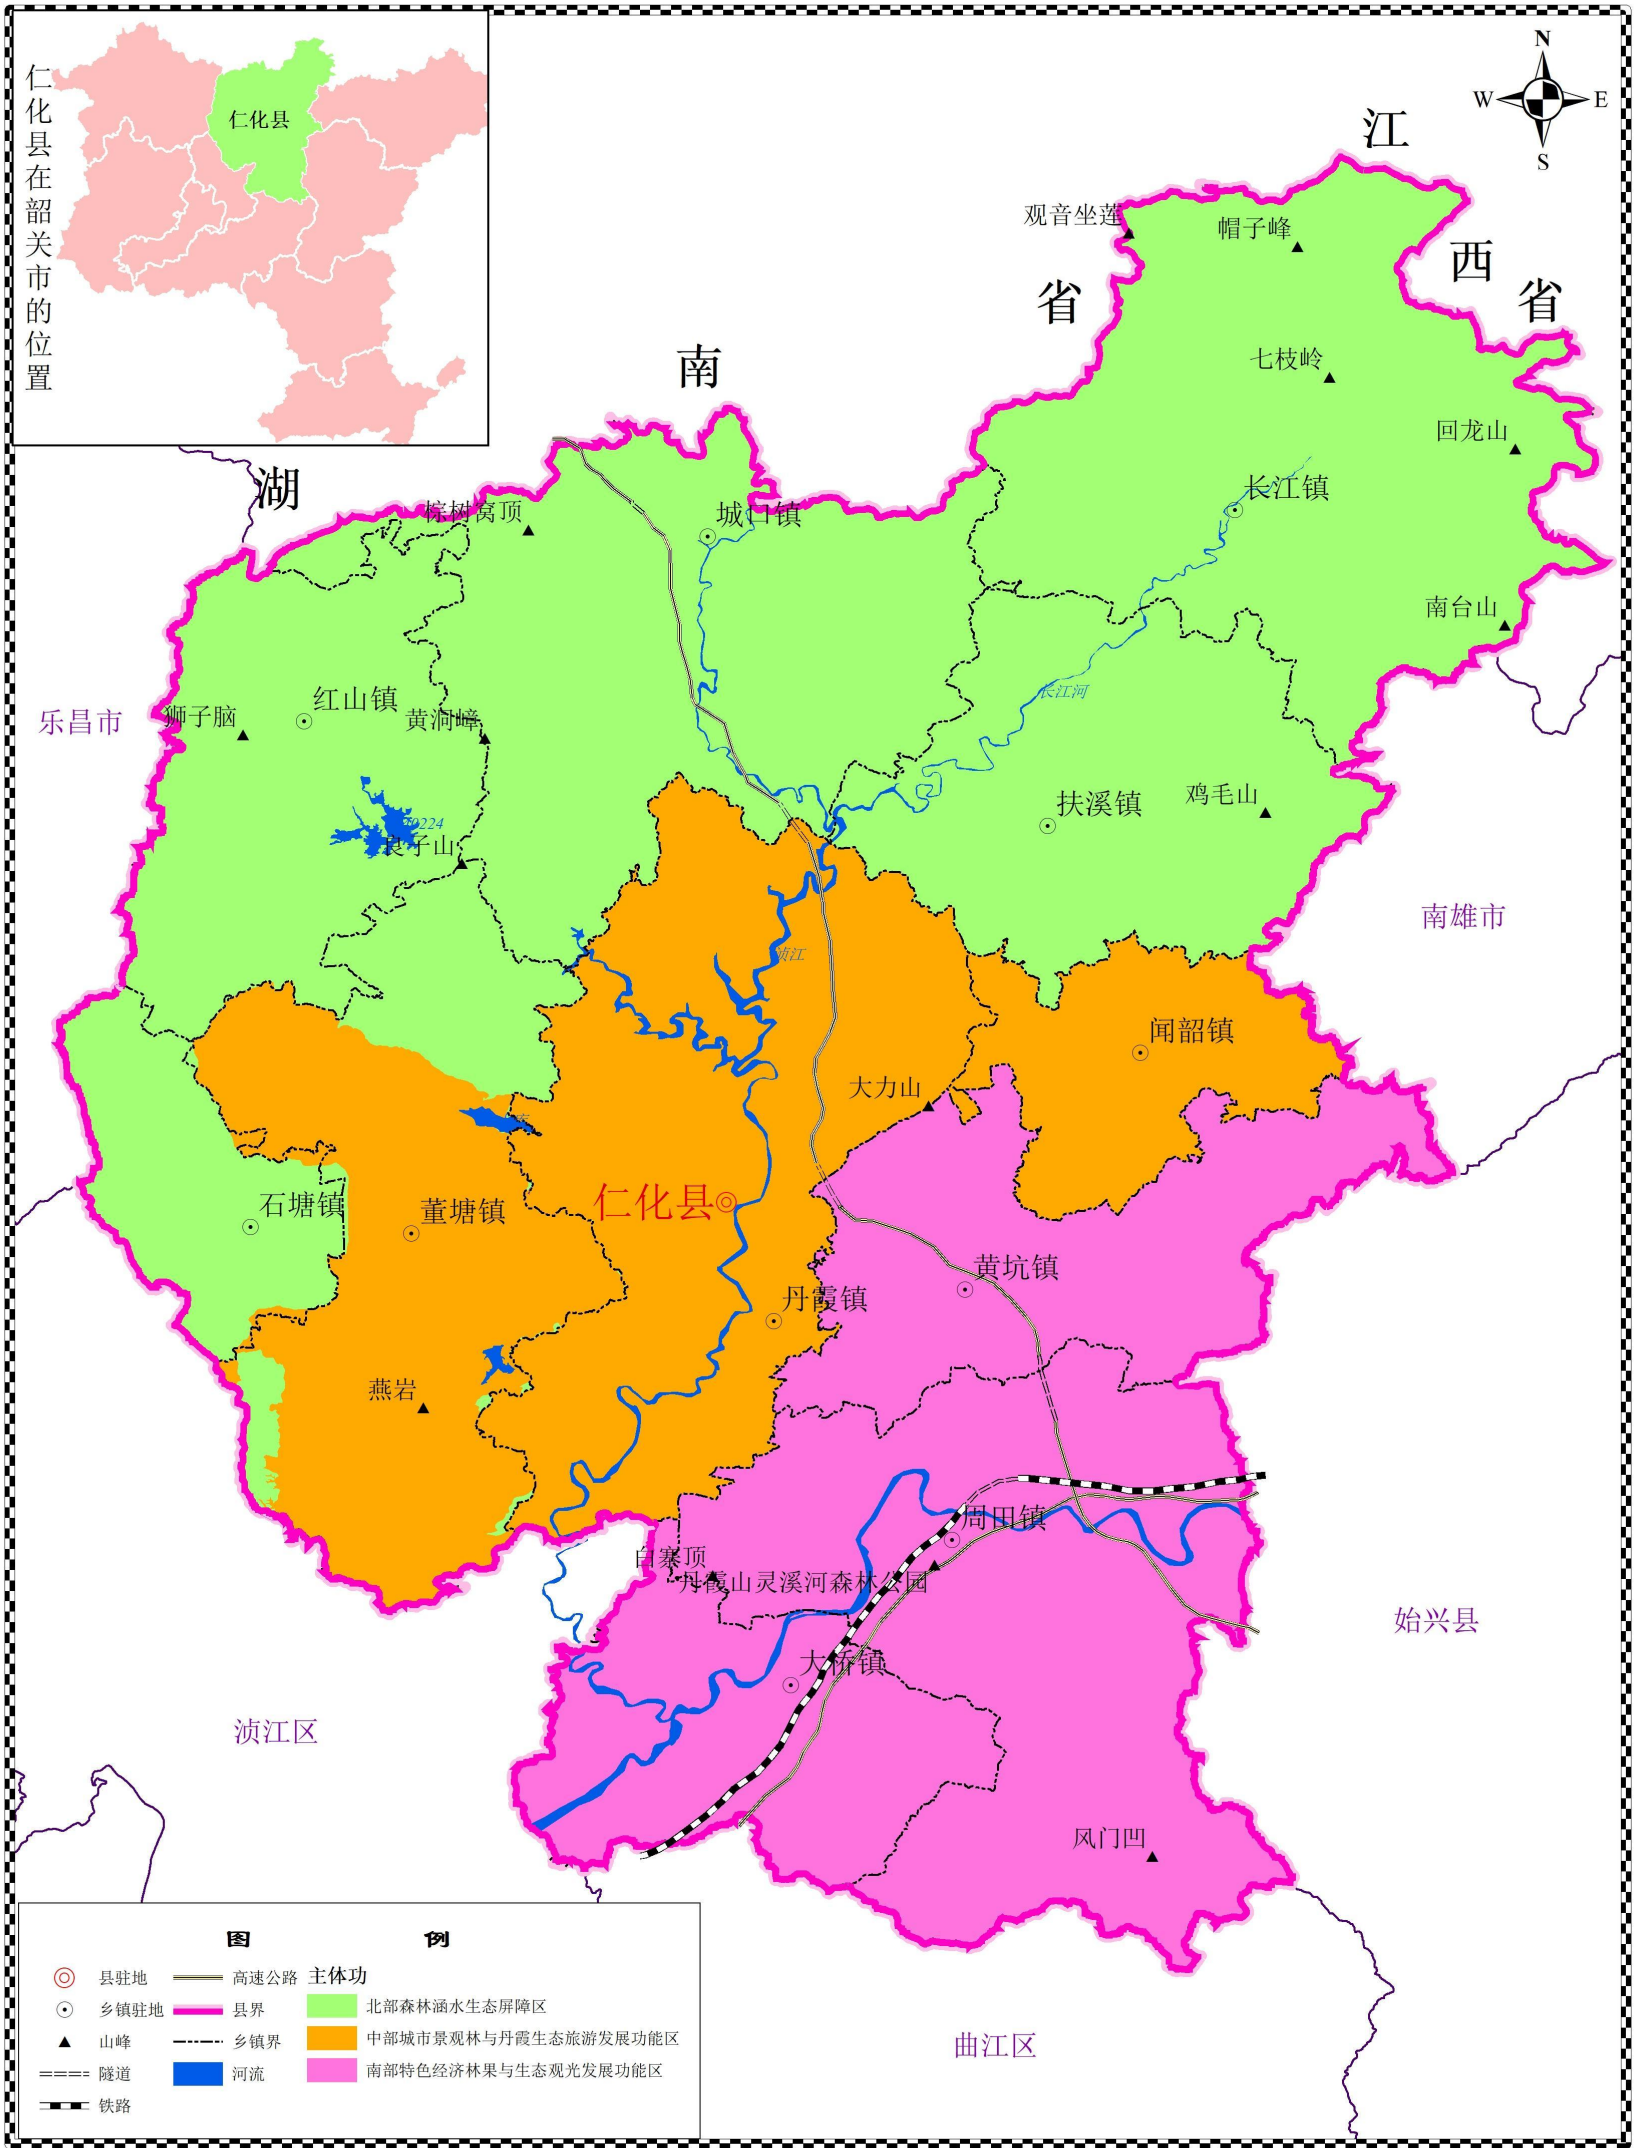 仁化县在韶关市的位置
仁化县
N
W
E
S
江
西
省
观音坐莲
帽子峰
省
七枝岭
南
回龙山
湖
长江镇
棕树窝顶
城口镇
南台山
长江河
红山镇
狮子脑
黄洞嶂
乐昌市
扶溪镇
鸡毛山
良子山
南雄市
浈江
闻韶镇
大力山
石塘镇
董塘镇
仁化县
黄坑镇
丹霞镇
燕岩
周田镇
白寨顶
丹霞山灵溪河森林公园
始兴县
大桥镇
浈江区
风门凹
曲江区
图 例
县驻地
高速公路
主体功
乡镇驻地
县界
北部森林涵水生态屏障区
山峰
乡镇界
中部城市景观林与丹霞生态旅游发展功能区
隧道
河流
南部特色经济林果与生态观光发展功能区
铁路